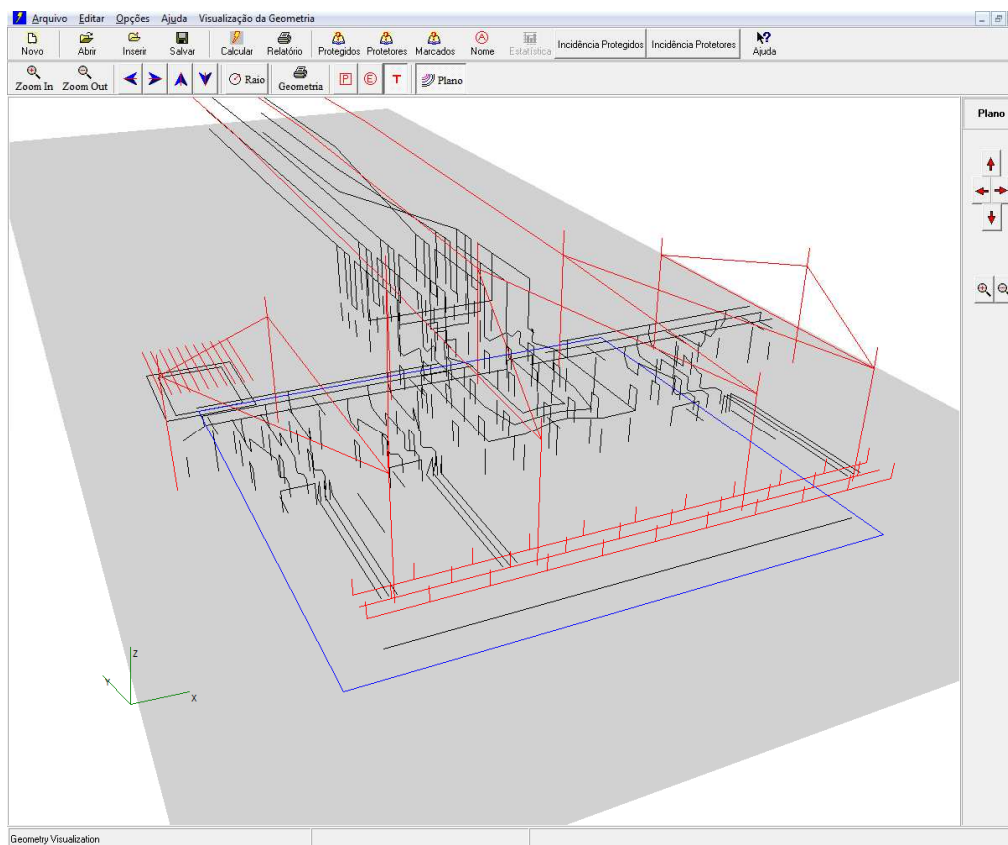 Arquivo Editar Opções Ajuda Visualização da Geometria
Novo Abrir Inserir Salvar Calcular Relatório Protegidos Protetores Marcados Nome Estatística Incidência Protegidos Incidência Protetores Ajuda
Zoom In Zoom Out Raio Geometria P E T Plano
Plano
Z
Y
X
Geometry Visualization